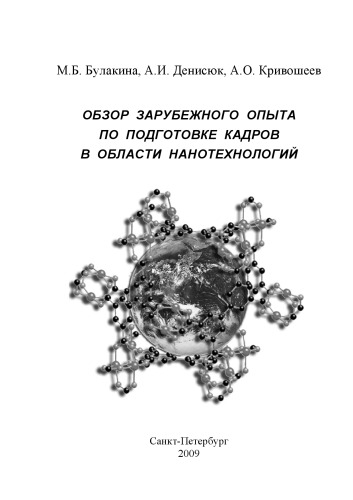 М.Б. Булакина, А.И. Денисюк, А.О. Кривошеев
ОБЗОР ЗАРУБЕЖНОГО ОПЫТА
ПО ПОДГОТОВКЕ КАДРОВ
В ОБЛАСТИ НАНОТЕХНОЛОГИЙ
Санкт-Петербург
2009